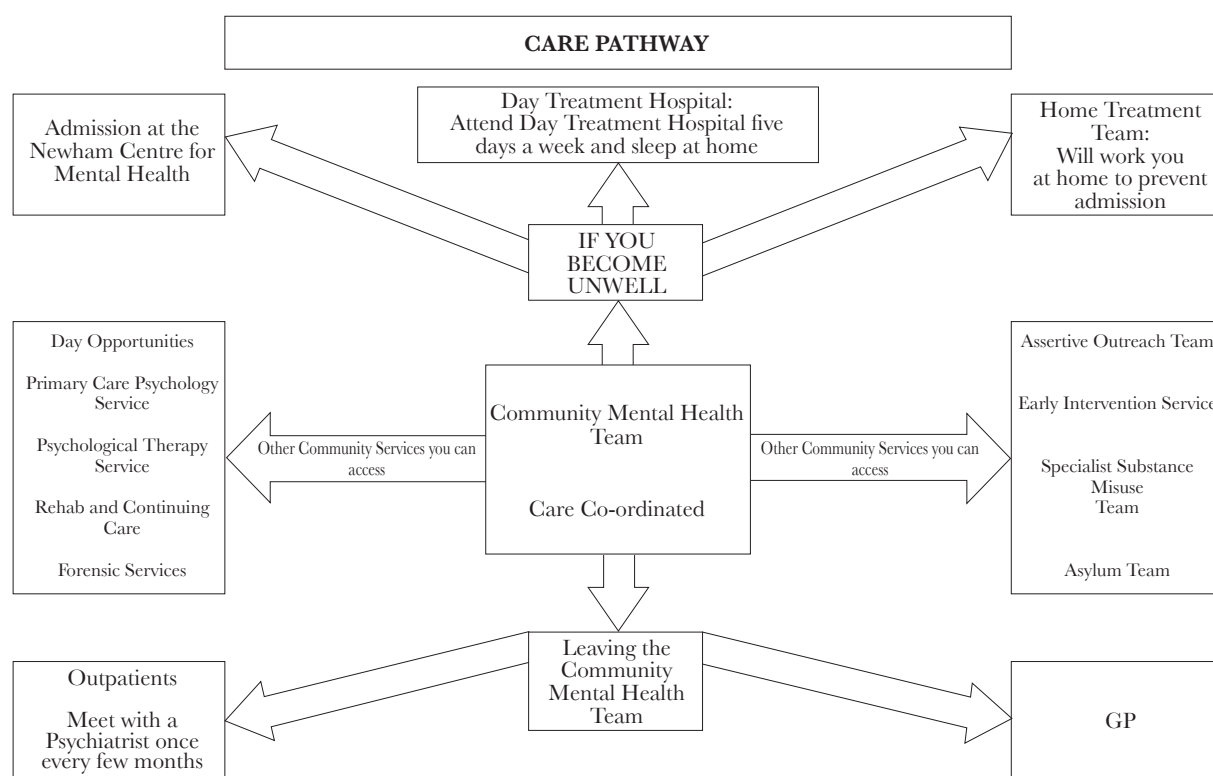 CARE PATHWAY
Admission at the
Newham Centre for
Mental Health
Day Treatment Hospital:
Attend Day Treatment Hospital five
days a week and sleep at home
Home Treatment
Team:
Will work you
at home to prevent
admission
IF YOU
BECOME
UNWELL
Day Opportunities
Primary Care Psychology
Service
Psychological Therapy
Service
Rehab and Continuing
Care
Forensic Services
Other Community Services you can
access
Community Mental Health
Team
Care Co-ordinated
Other Community Services you can
access
Assertive Outreach Team
Early Intervention Service
Specialist Substance
Misuse
Team
Asylum Team
Leaving the
Community
Mental Health
Team
Outpatients
Meet with a
Psychiatrist once
every few months
GP